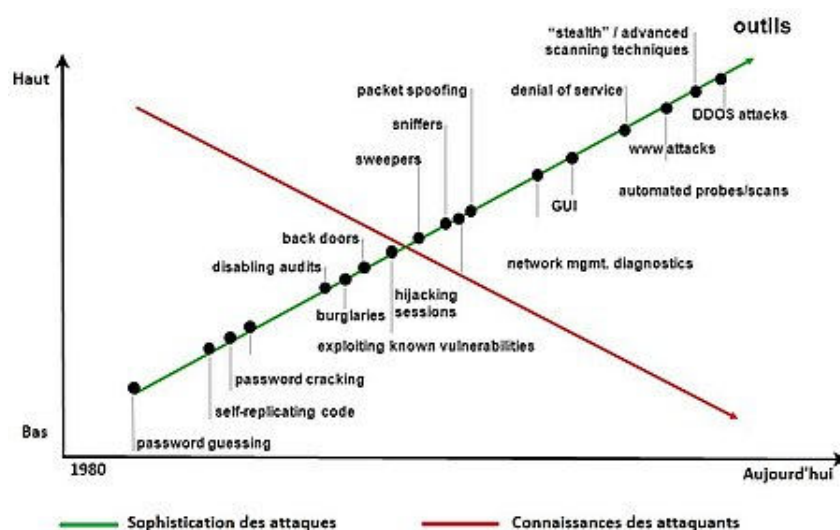 "stealth" / advanced
scanning techniques
outils
Haut
packet spoofing
denial of service
DDOS attacks
sniffers
www attacks
sweepers
automated probes/scans
GUI
back doors
disabling audits
network mgmt. diagnostics
hijacking
sessions
burglaries
exploiting known vulnerabilities
password cracking
self-replicating code
Bas
password guessing
1980
Aujourd'hui
Sophistication des attaques
Connaissances des attaquants